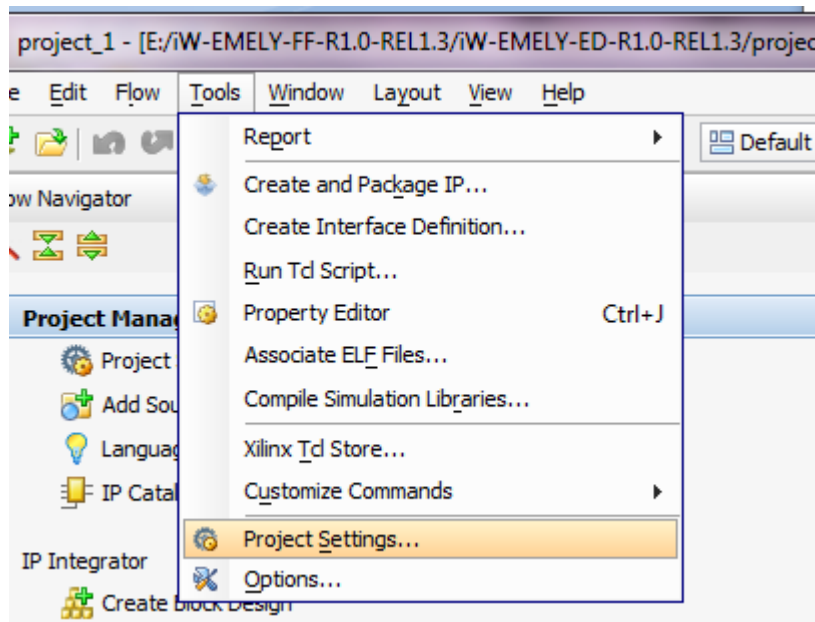 project_1 - [E:/iW-EMELY-FF-R1.0-REL1.3/iW-EMELY-ED-R1.0-REL1.3/projec
e Edit Flow Tools Window Layout View Help
Default
Report
ow Navigator
Create and Package IP...
Create Interface Definition...
Run Tcl Script...
Project Mana
Property Editor Ctrl+J
Project
Associate ELF Files...
Add Sou
Compile Simulation Libraries...
Languag
Xilinx Tcl Store...
IP Catal
Customize Commands
Project Settings...
IP Integrator
Options...
Create Block Design